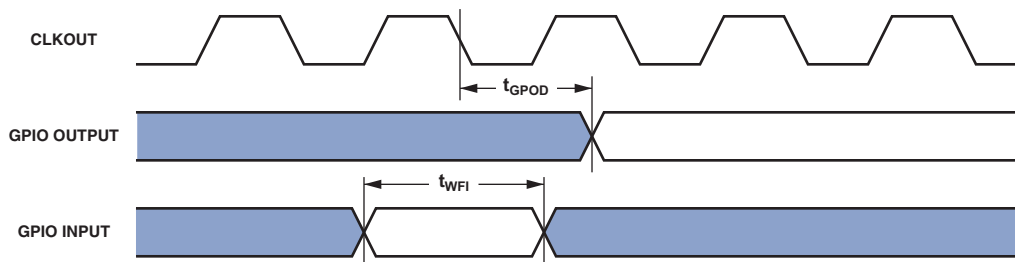 CLKOUT
tGPOD
GPIO OUTPUT
tWFI
GPIO INPUT